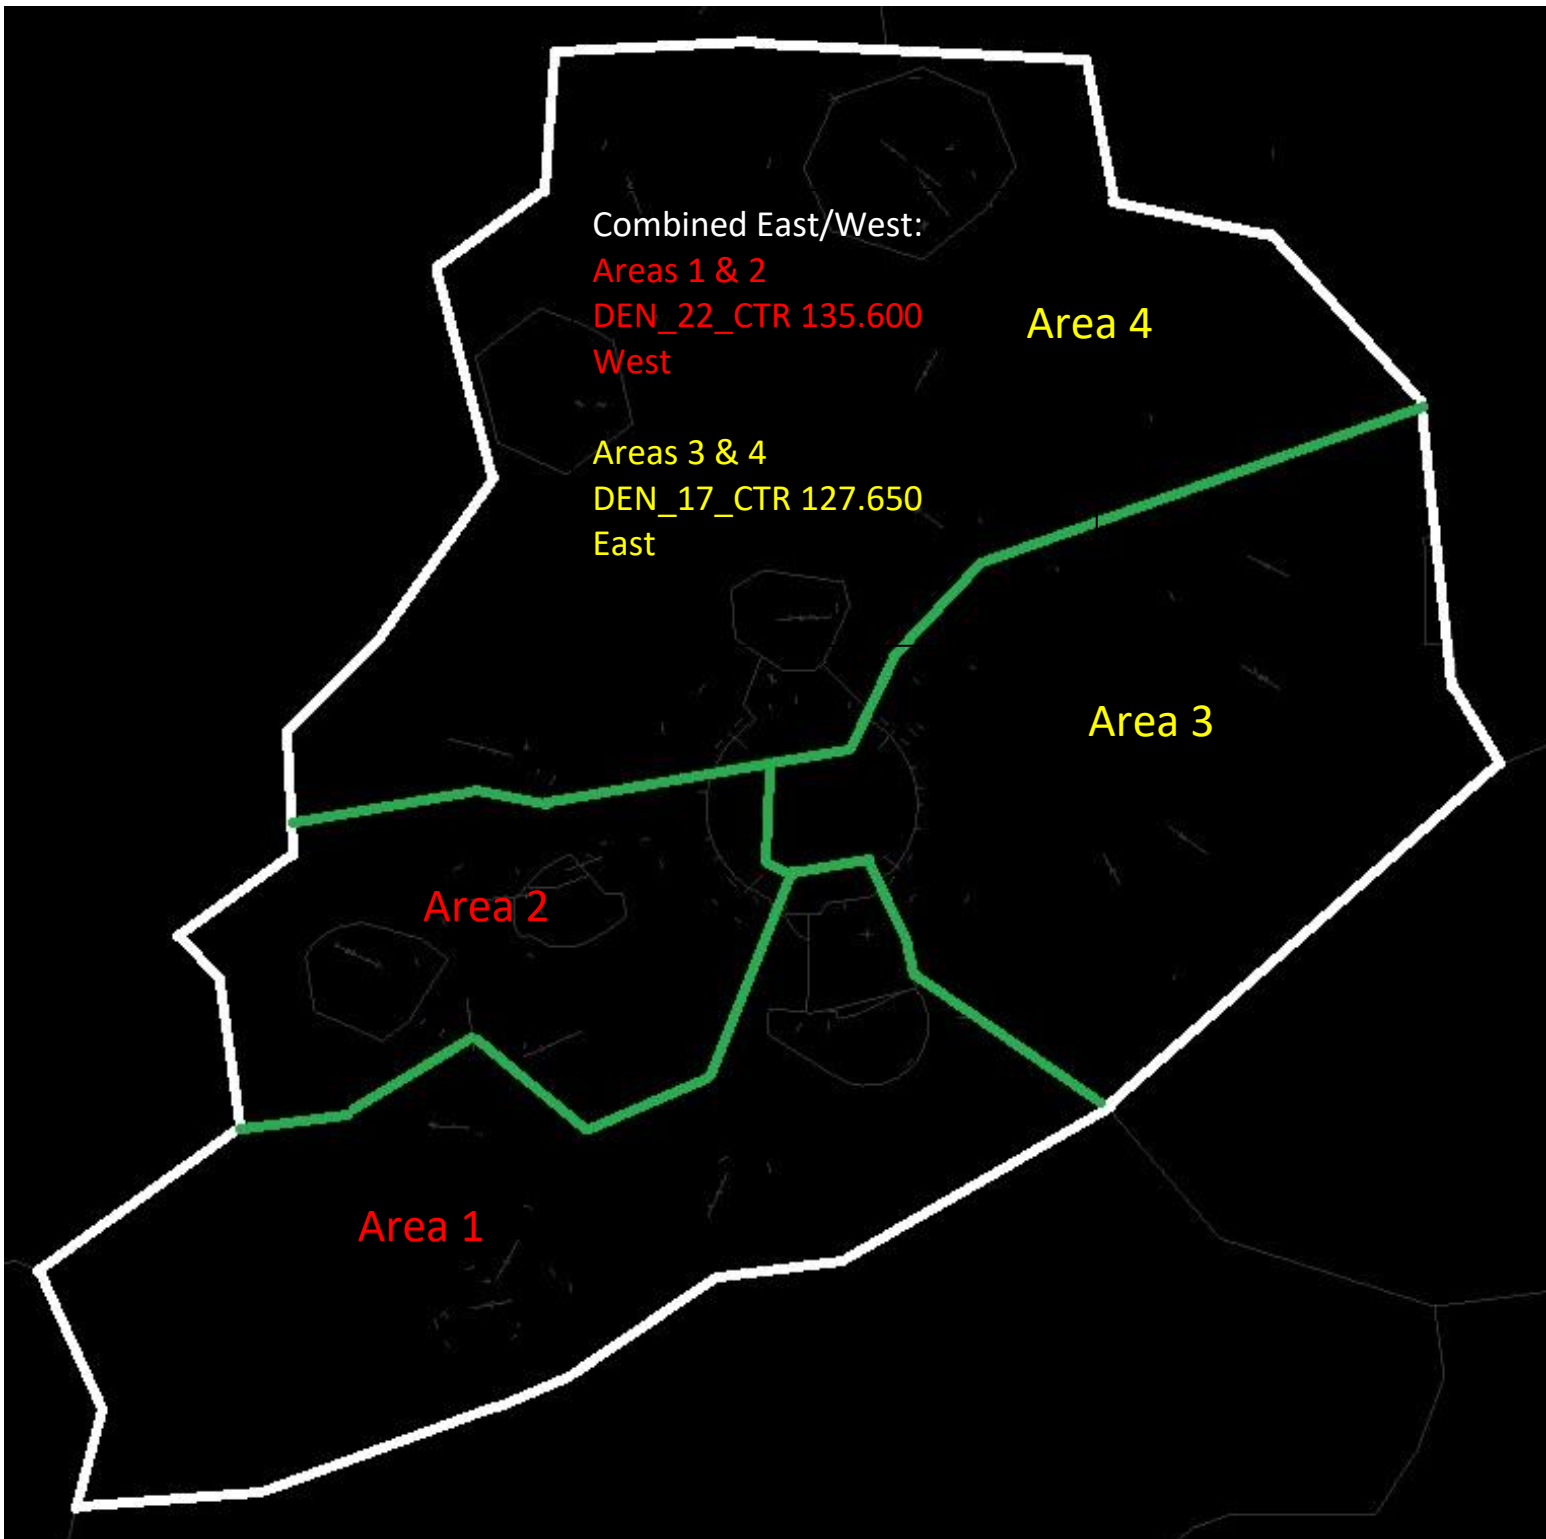 Combined East/West:
Areas 1 & 2
DEN_22_CTR 135.600
West
Area 4
Areas 3 & 4
DEN_17_CTR 127.650
East
Area 3
Area 2
Area 1